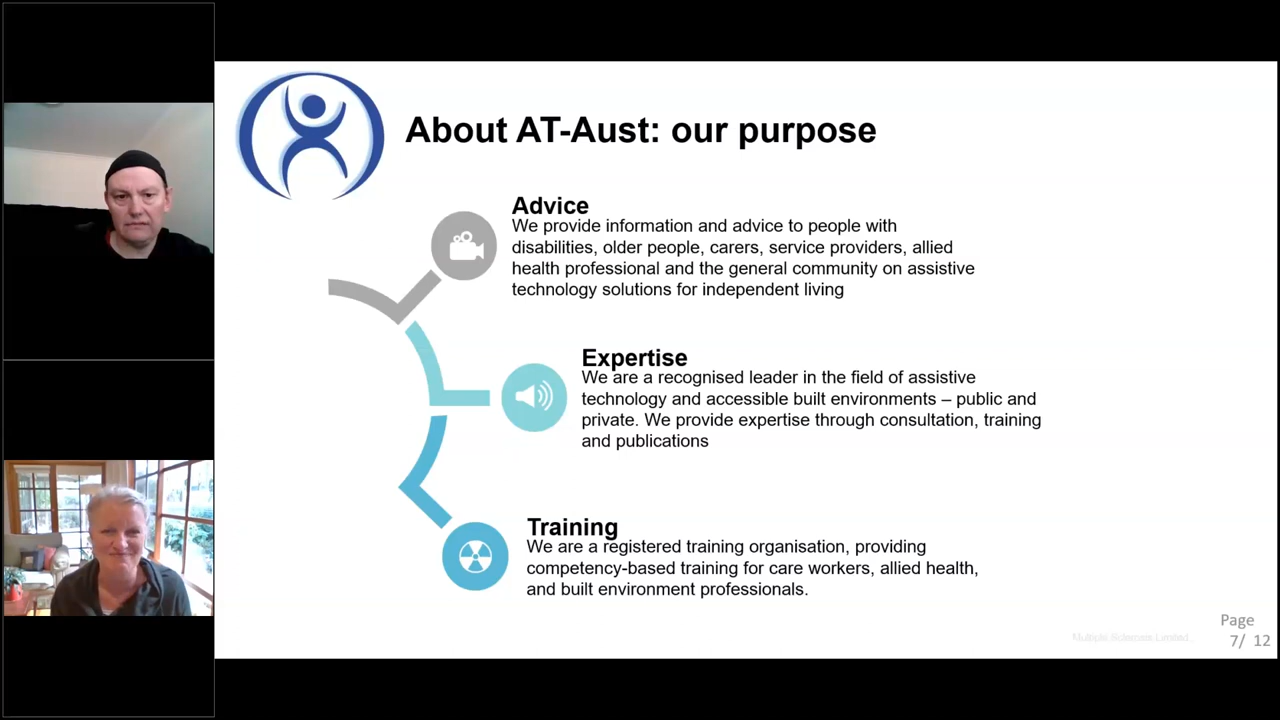 About AT-Aust: our purpose
Advice
We provide information and advice to people with
disabilities, older people, carers, service providers, allied
health professional and the general community on assistive
technology solutions for independent living
Expertise
We are a recognised leader in the field of assistive
technology and accessible built environments – public and
private. We provide expertise through consultation, training
and publications
Training
We are a registered training organisation, providing
competency-based training for care workers, allied health,
and built environment professionals.
Page
7/ 12